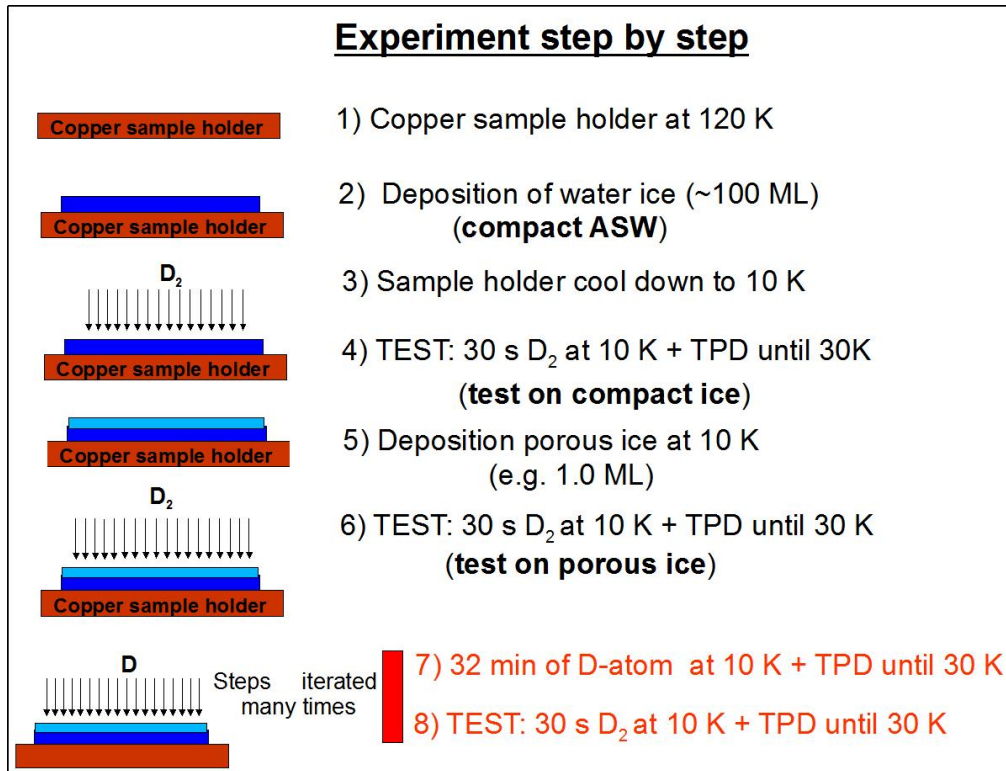 Experiment step by step
Copper sample holder
1) Copper sample holder at 120 K
2) Deposition of water ice (~100 ML)
(compact ASW)
Copper sample holder
3) Sample holder cool down to 10 K
D₂
Copper sample holder
4) TEST: 30 s D₂ at 10 K + TPD until 30K
(test on compact ice)
Copper sample holder
5) Deposition porous ice at 10 K
(e.g. 1.0 ML)
D₂
Copper sample holder
6) TEST: 30 s D₂ at 10 K + TPD until 30 K
(test on porous ice)
D
Steps iterated
many times
7) 32 min of D-atom at 10 K + TPD until 30 K
8) TEST: 30 s D₂ at 10 K + TPD until 30 K